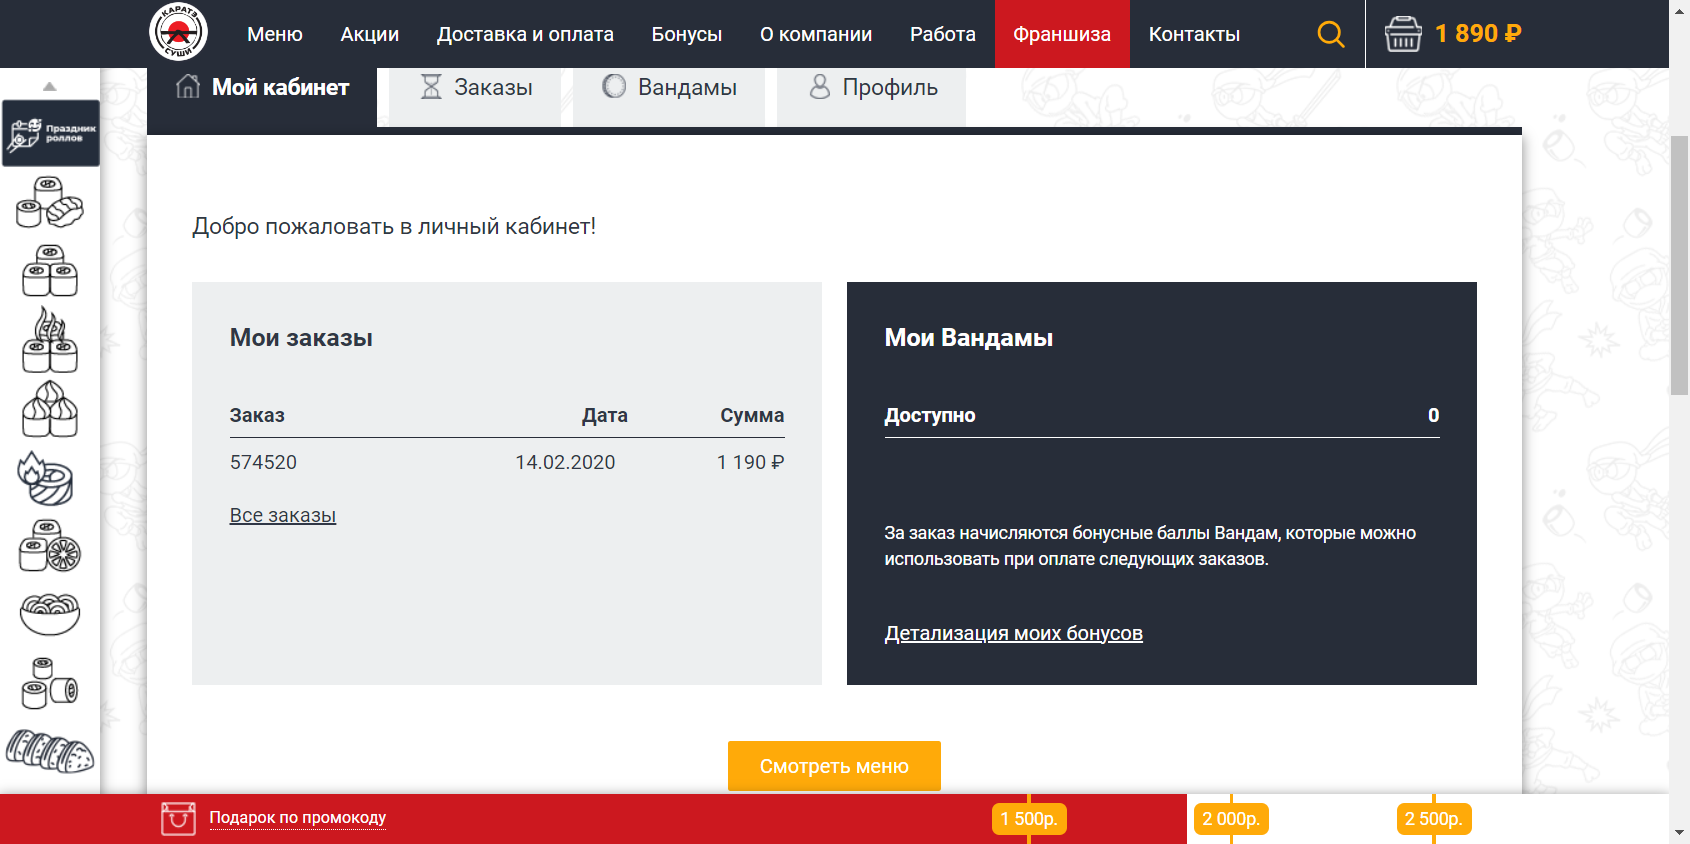 КАРАТЭ
СУШИ
Меню
Акции
Доставка и оплата
Бонусы
О компании
Работа
Франшиза
Контакты
1 890 ₽
Мой кабинет
Заказы
Вандамы
Профиль
Праздник
роллов
Добро пожаловать в личный кабинет!
Мои заказы
Заказ Дата Сумма
574520 14.02.2020 1 190 ₽
Все заказы
Мои Вандамы
Доступно 0
За заказ начисляются бонусные баллы Вандам, которые можно
использовать при оплате следующих заказов.
Детализация моих бонусов
Смотреть меню
Подарок по промокоду
1 500р.
2 000р.
2 500р.